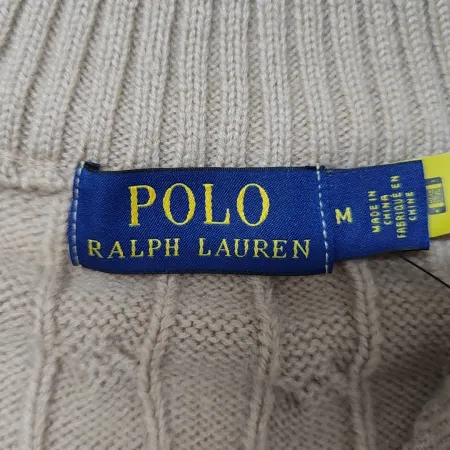 POLO
RALPH LAUREN
M
MADE IN
CHINA
FABRIQUÉ EN
CHINE